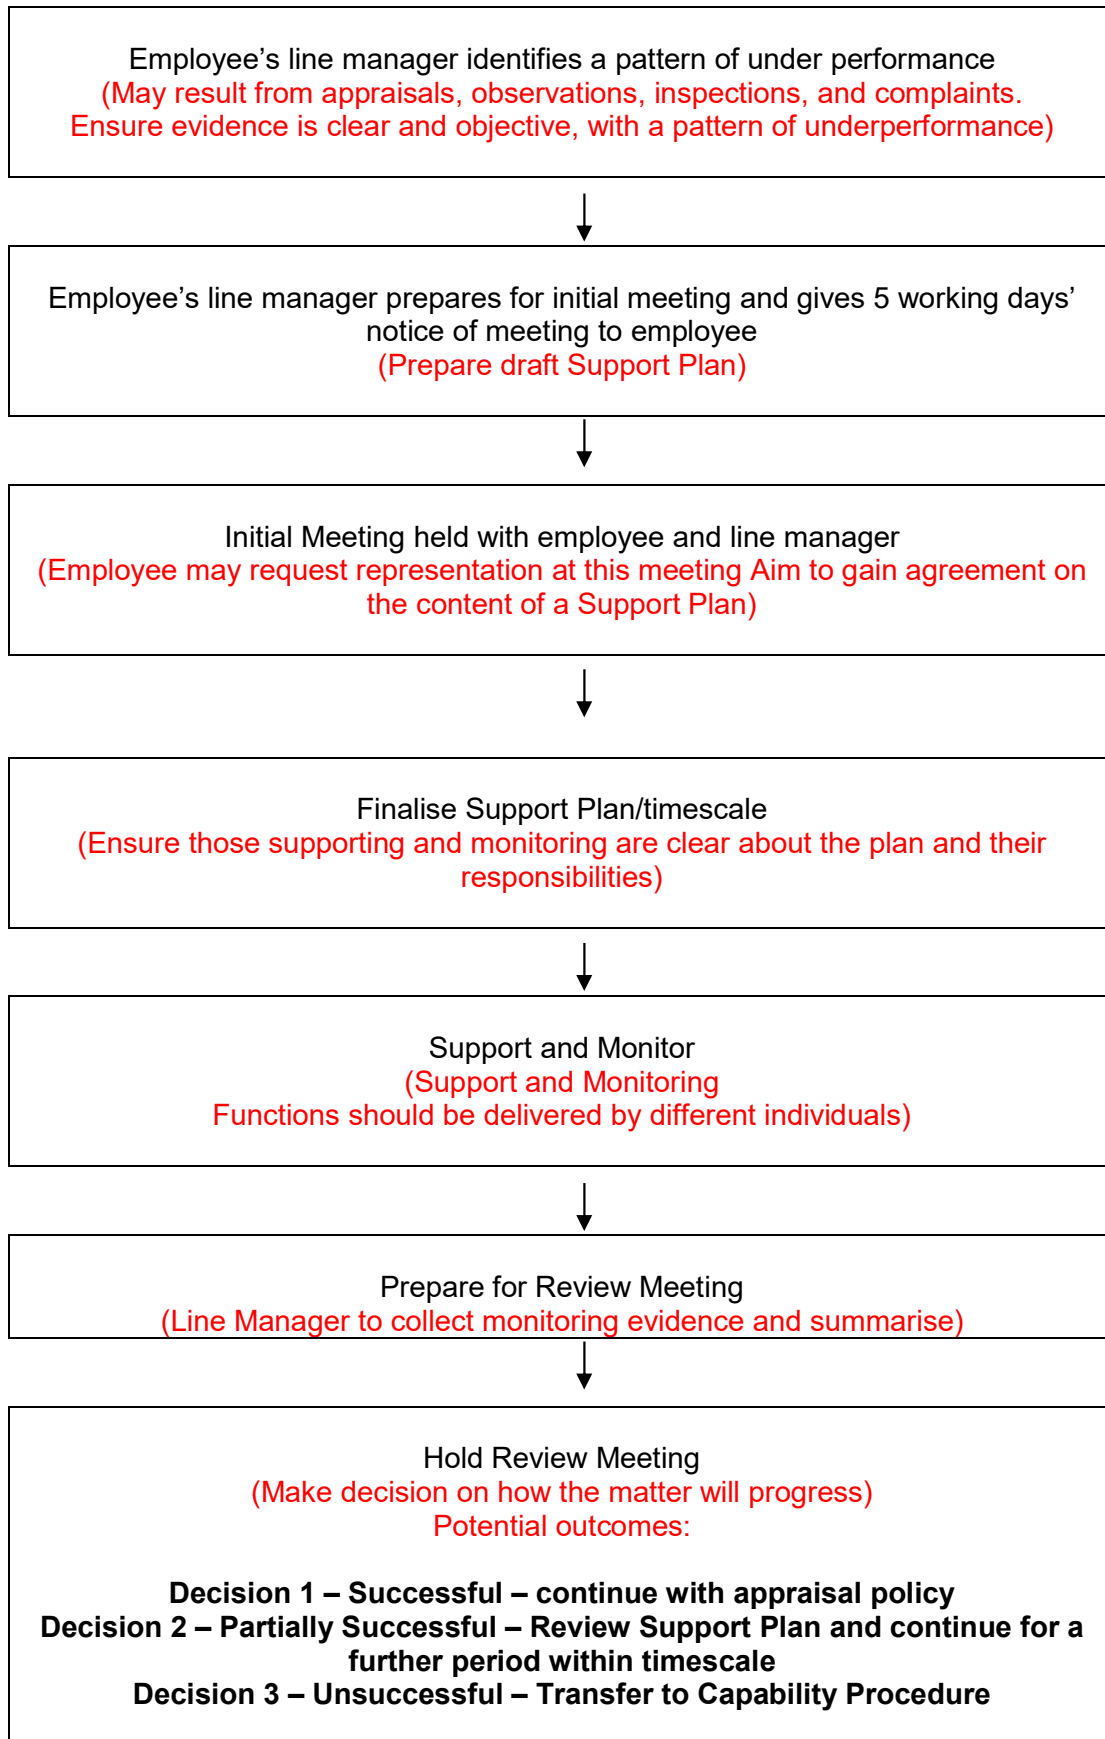 Employee’s line manager identifies a pattern of under performance
(May result from appraisals, observations, inspections, and complaints.
Ensure evidence is clear and objective, with a pattern of underperformance)
Employee’s line manager prepares for initial meeting and gives 5 working days’
notice of meeting to employee
(Prepare draft Support Plan)
Initial Meeting held with employee and line manager
(Employee may request representation at this meeting Aim to gain agreement on
the content of a Support Plan)
Finalise Support Plan/timescale
(Ensure those supporting and monitoring are clear about the plan and their
responsibilities)
Support and Monitor
(Support and Monitoring
Functions should be delivered by different individuals)
Prepare for Review Meeting
(Line Manager to collect monitoring evidence and summarise)
Hold Review Meeting
(Make decision on how the matter will progress)
Potential outcomes:
Decision 1 – Successful – continue with appraisal policy
Decision 2 – Partially Successful – Review Support Plan and continue for a
further period within timescale
Decision 3 – Unsuccessful – Transfer to Capability Procedure